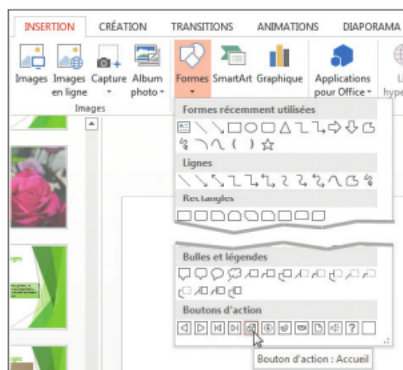 INSERTION CRÉATION TRANSITIONS ANIMATIONS DIAPORAMA
Images Images en ligne Capture Album photo Formes SmartArt Graphique Applications pour Office
Images
Formes récemment utilisées
Lignes
Rectangles
Bulles et légendes
Boutons d'action
Bouton d'action : Accueil